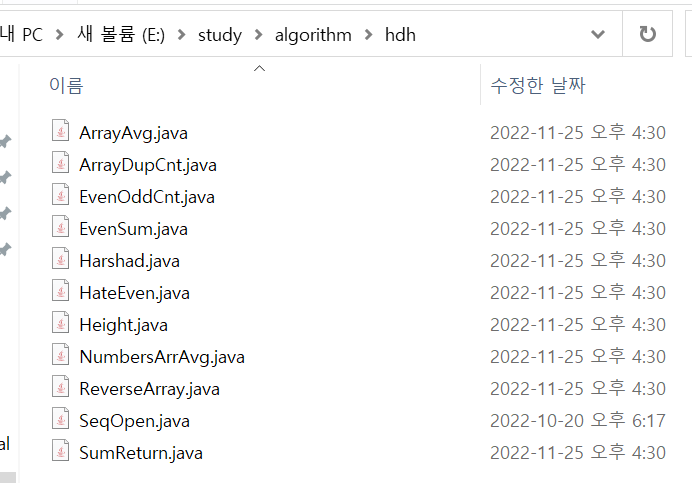 내 PC > 새 볼륨 (E:) > study > algorithm > hdh
이름 수정한 날짜
ArrayAvg.java 2022-11-25 오후 4:30
ArrayDupCnt.java 2022-11-25 오후 4:30
EvenOddCnt.java 2022-11-25 오후 4:30
EvenSum.java 2022-11-25 오후 4:30
Harshad.java 2022-11-25 오후 4:30
HateEven.java 2022-11-25 오후 4:30
Height.java 2022-11-25 오후 4:30
NumbersArrAvg.java 2022-11-25 오후 4:30
ReverseArray.java 2022-11-25 오후 4:30
SeqOpen.java 2022-10-20 오후 6:17
al
SumReturn.java 2022-11-25 오후 4:30